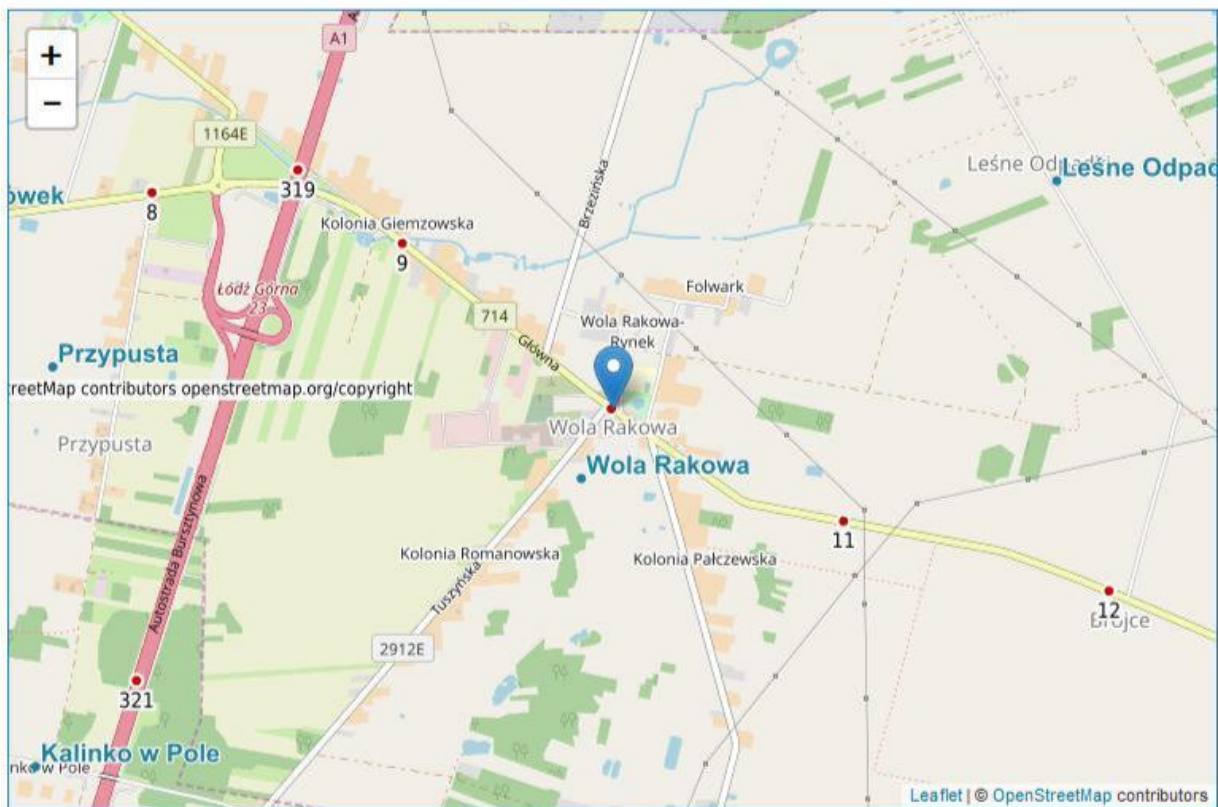 +
−
A1
1164E
ówek
8
319
Kolonia Giemzowska
9
Brzezińska
Leśne Odpadki
Leśne Odpad
Łódź Górna
23
Folwark
714
Wola Rakowa-
Rynek
Główna
Przypusta
treetMap contributors openstreetmap.org/copyright
Przypusta
Wola Rakowa
Wola Rakowa
Autostrada Bursztynowa
11
Kolonia Romanowska
Kolonia Pałczewska
Tuszyńska
12
Brójce
2912E
321
Kalinko w Pole
nko w Pole
Leaflet | © OpenStreetMap contributors